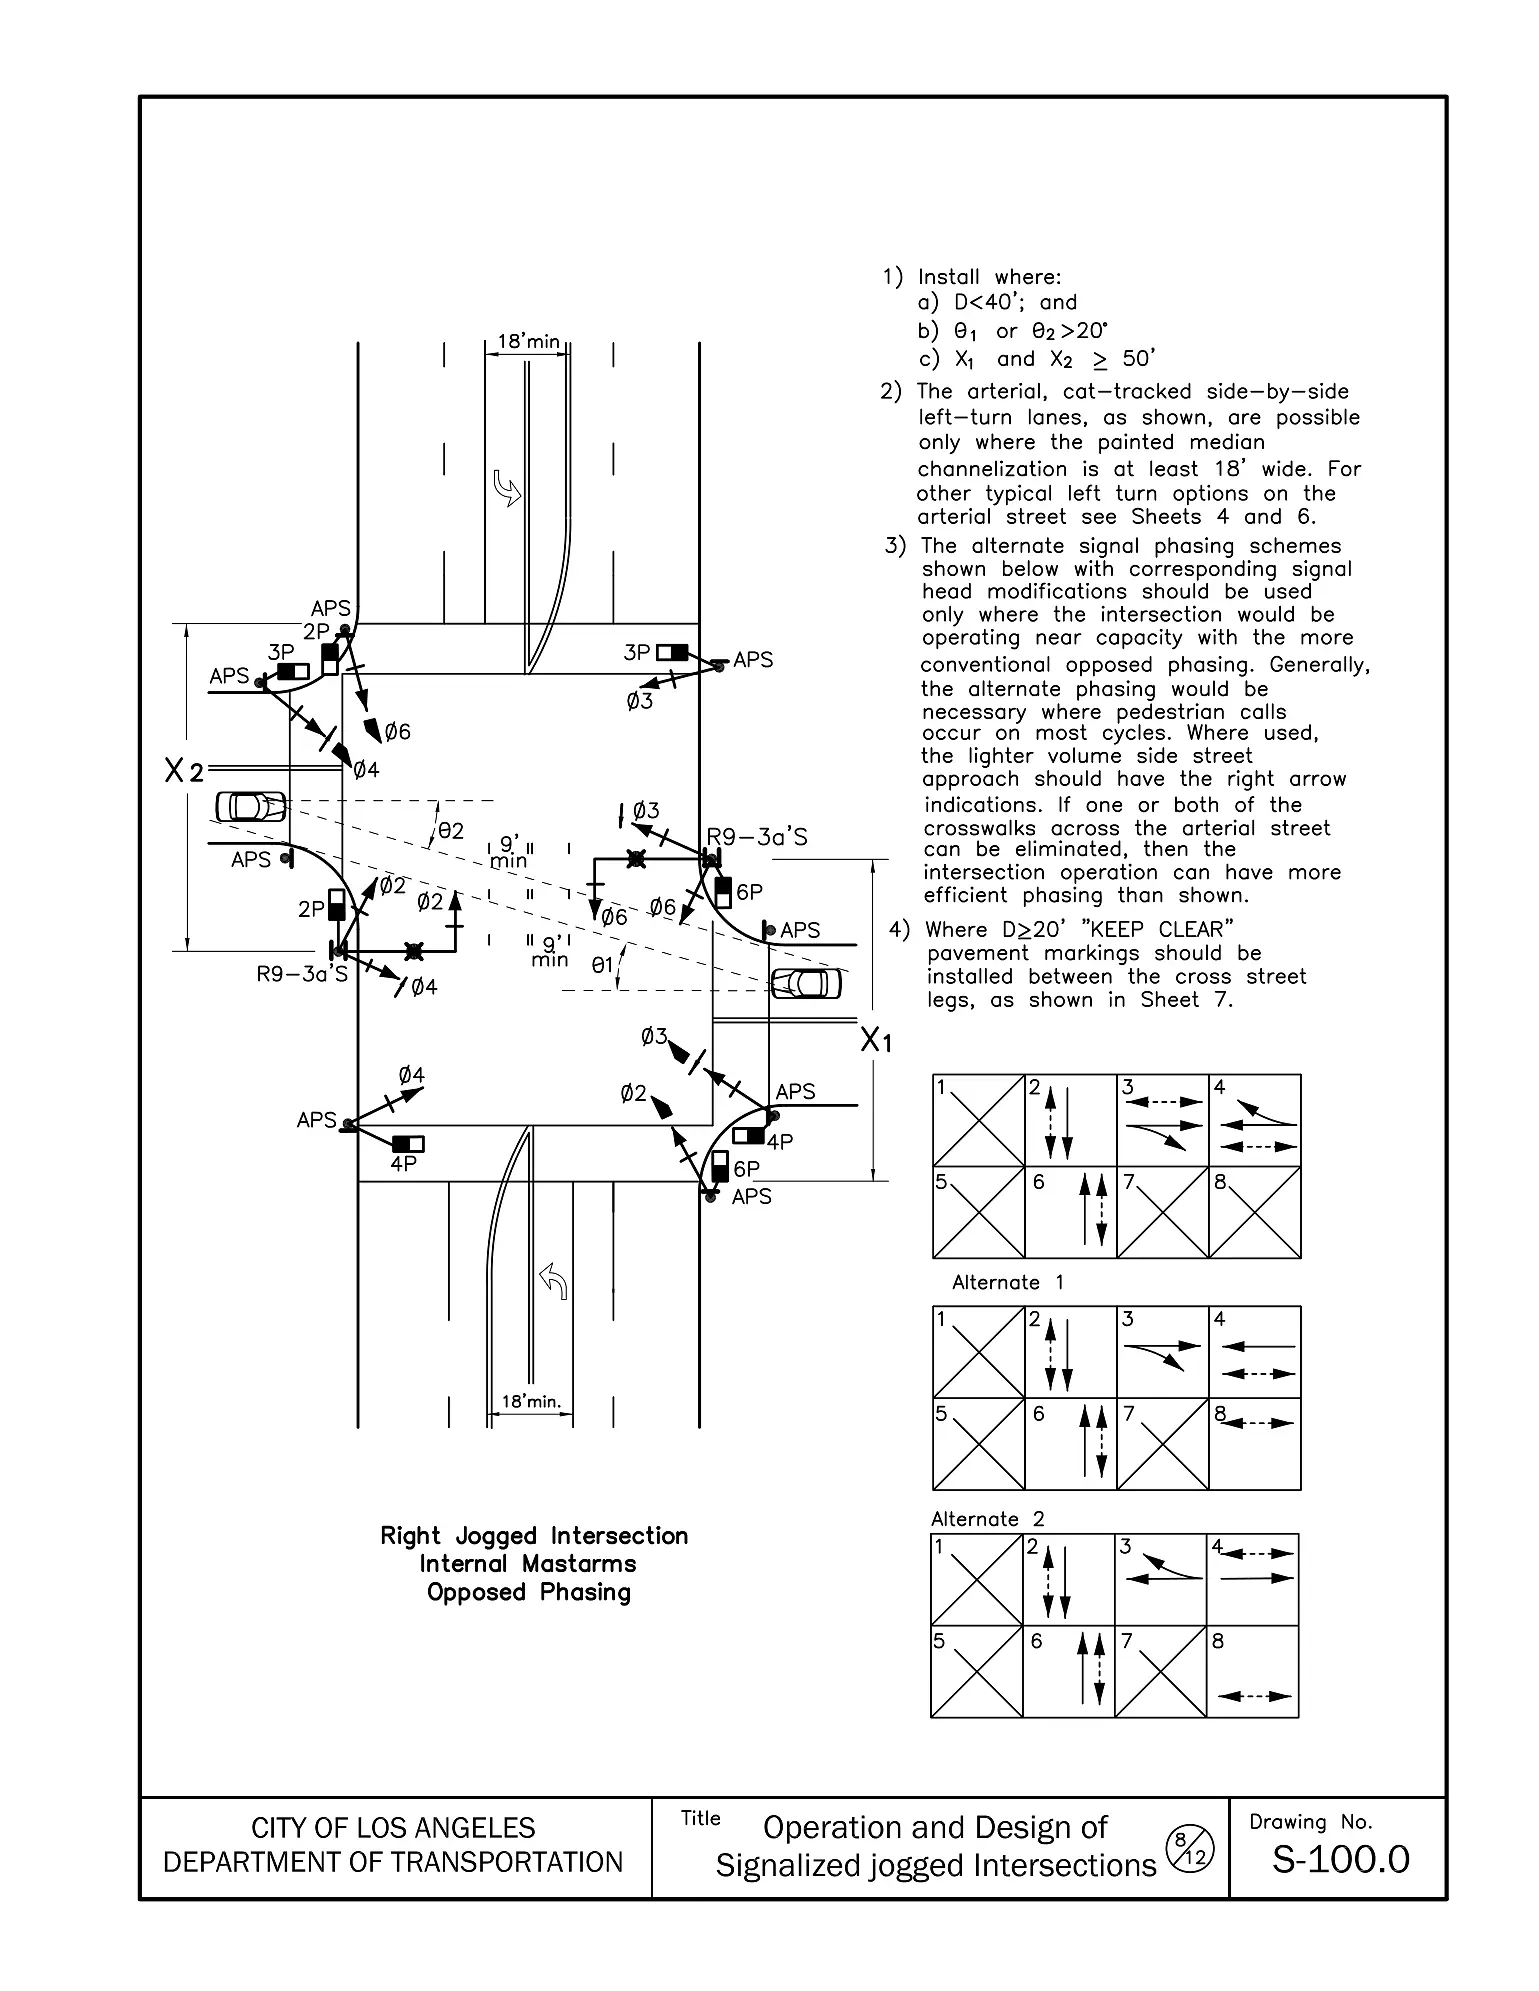 1) Install where:
a) D<40'; and
b) θ1 or θ2>20°
c) X1 and X2 ≥ 50'
2) The arterial, cat-tracked side-by-side
left-turn lanes, as shown, are possible
only where the painted median
channelization is at least 18' wide. For
other typical left turn options on the
arterial street see Sheets 4 and 6.
3) The alternate signal phasing schemes
shown below with corresponding signal
head modifications should be used
only where the intersection would be
operating near capacity with the more
conventional opposed phasing. Generally,
the alternate phasing would be
necessary where pedestrian calls
occur on most cycles. Where used,
the lighter volume side street
approach should have the right arrow
indications. If one or both of the
crosswalks across the arterial street
can be eliminated, then the
intersection operation can have more
efficient phasing than shown.
4) Where D≥20' "KEEP CLEAR"
pavement markings should be
installed between the cross street
legs, as shown in Sheet 7.
18'min
APS
2P
3P
APS
3P
APS
Ø3
Ø6
Ø4
X2
θ2
9'
min
Ø3
R9-3a'S
APS
Ø2
2P
Ø2
Ø6
Ø6
6P
APS
R9-3a'S
Ø4
9'
min
θ1
X1
Ø3
Ø4
Ø2
APS
APS
4P
4P
6P
APS
18'min.
1 2 3 4
5 6 7 8
Alternate 1
1 2 3 4
5 6 7 8
Alternate 2
1 2 3 4
5 6 7 8
Right Jogged Intersection
Internal Mastarms
Opposed Phasing
CITY OF LOS ANGELES
DEPARTMENT OF TRANSPORTATION
Title
Operation and Design of
Signalized jogged Intersections
8/12
Drawing No.
S-100.0